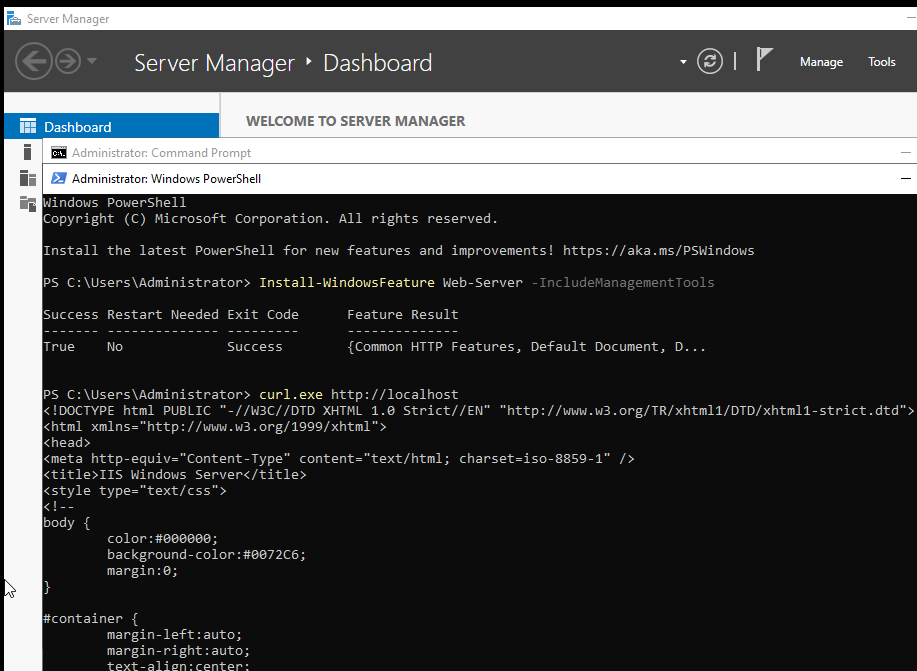 Server Manager
Server Manager ‣ Dashboard
Manage
Tools
Dashboard
WELCOME TO SERVER MANAGER
Administrator: Command Prompt
Administrator: Windows PowerShell
Windows PowerShell
Copyright (C) Microsoft Corporation. All rights reserved.
Install the latest PowerShell for new features and improvements! https://aka.ms/PSWindows
PS C:\Users\Administrator> Install-WindowsFeature Web-Server -IncludeManagementTools
Success Restart Needed Exit Code      Feature Result
------- -------------- ---------      --------------
True    No             Success        {Common HTTP Features, Default Document, D...
PS C:\Users\Administrator> curl.exe http://localhost
<!DOCTYPE html PUBLIC "-//W3C//DTD XHTML 1.0 Strict//EN" "http://www.w3.org/TR/xhtml1/DTD/xhtml1-strict.dtd">
<html xmlns="http://www.w3.org/1999/xhtml">
<head>
<meta http-equiv="Content-Type" content="text/html; charset=iso-8859-1" />
<title>IIS Windows Server</title>
<style type="text/css">
<!--
body {
        color:#000000;
        background-color:#0072C6;
        margin:0;
}
#container {
        margin-left:auto;
        margin-right:auto;
        text-align:center;